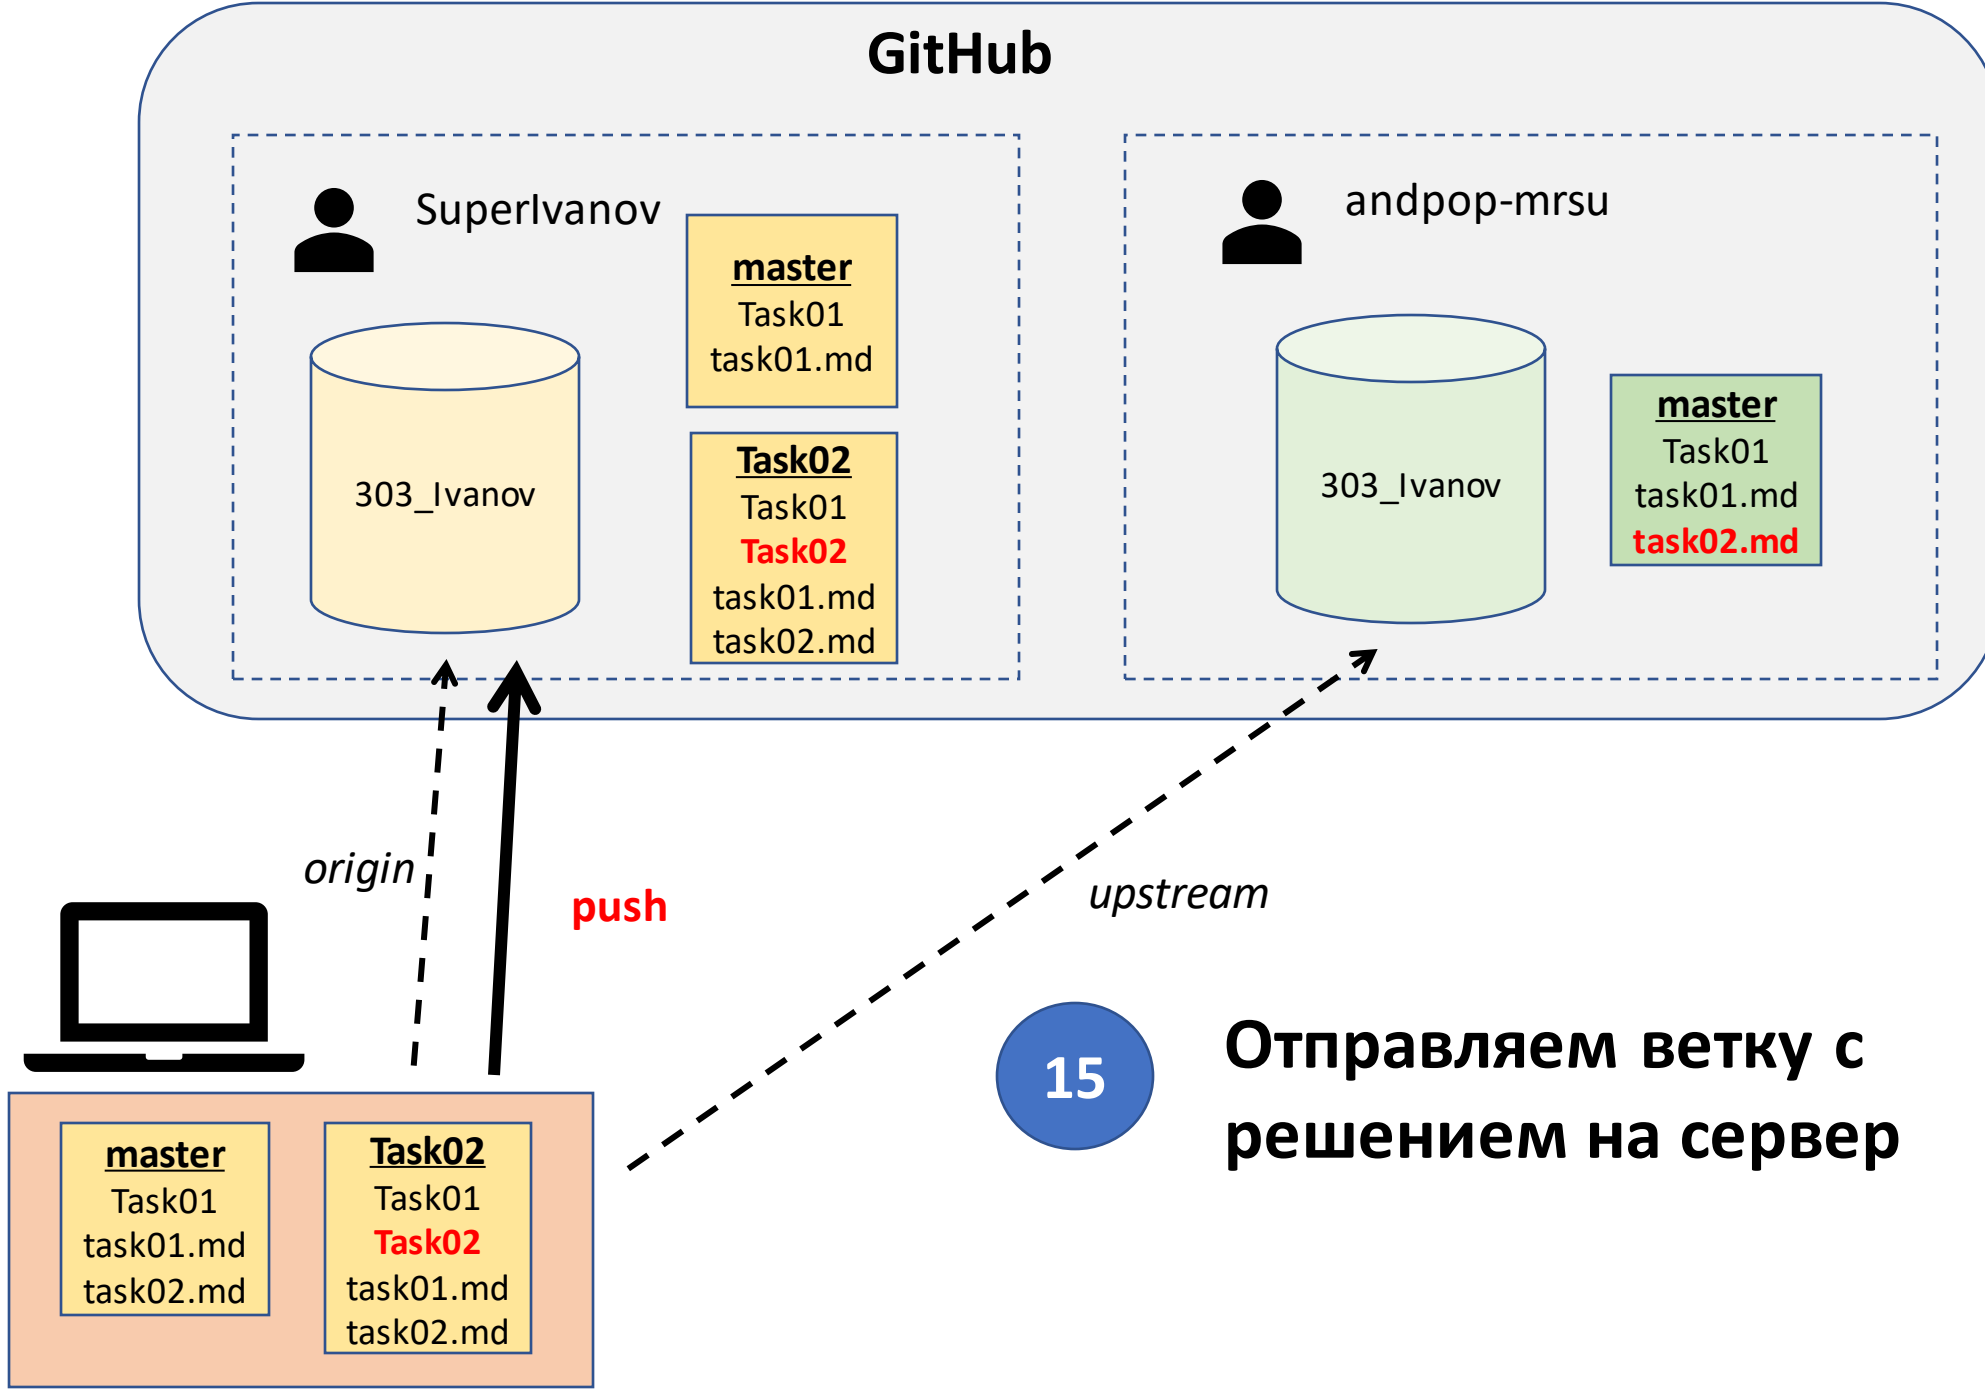 GitHub
SuperIvanov
master
Task01
task01.md
303_Ivanov
Task02
Task01
Task02
task01.md
task02.md
andpop-mrsu
303_Ivanov
master
Task01
task01.md
task02.md
origin
push
upstream
15
Отправляем ветку с
решением на сервер
master
Task01
task01.md
task02.md
Task02
Task01
Task02
task01.md
task02.md